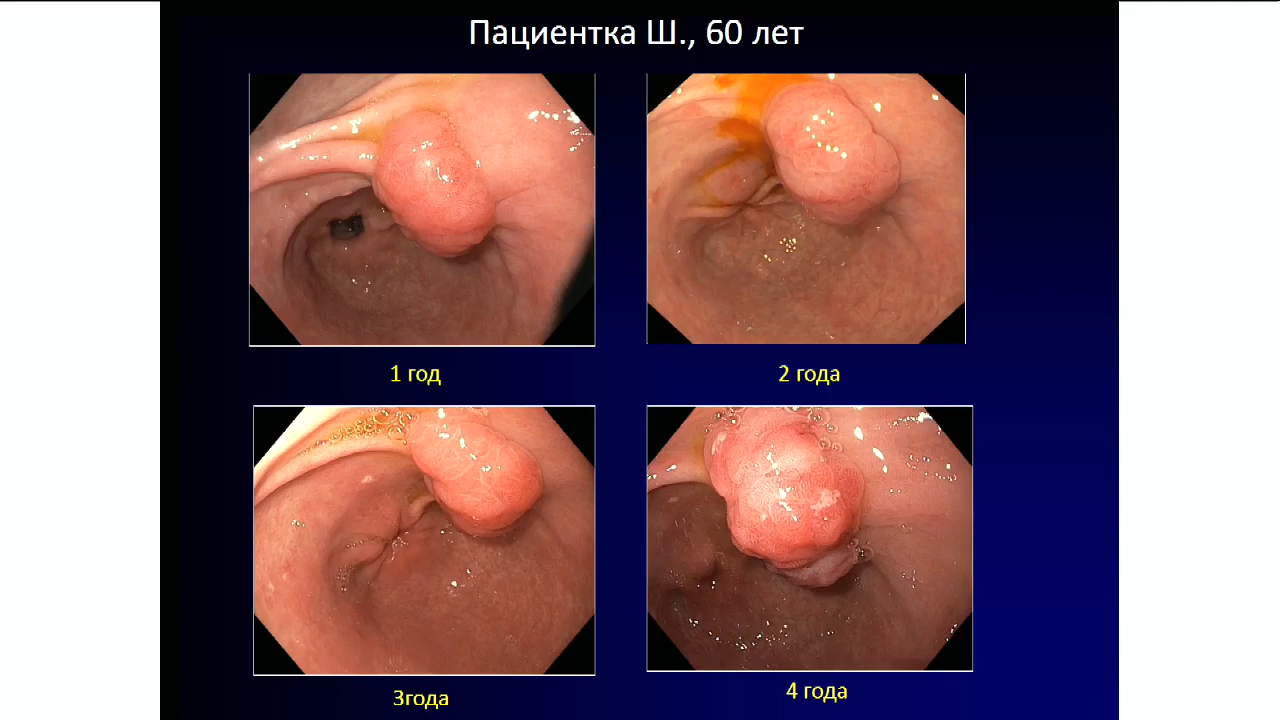 Пациентка Ш., 60 лет
1 год
2 года
3года
4 года